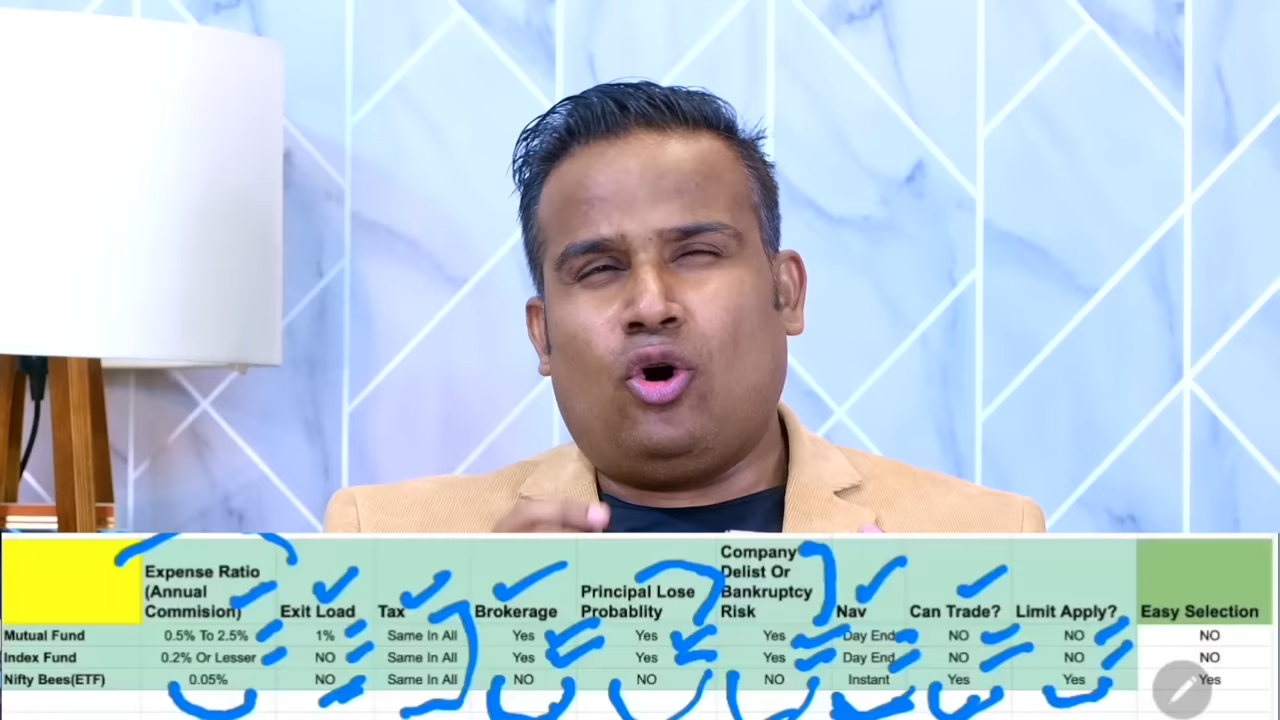 Expense Ratio (Annual Commision) Exit Load Tax Brokerage Principal Lose Probablity Company Delist Or Bankruptcy Risk Nav Can Trade? Limit Apply? Easy Selection
Mutual Fund 0.5% To 2.5% 1% Same In All Yes Yes Yes Day End NO NO NO
Index Fund 0.2% Or Lesser NO Same In All Yes Yes Yes Day End NO NO NO
Nifty Bees(ETF) 0.05% NO Same In All NO NO NO Instant Yes Yes Yes